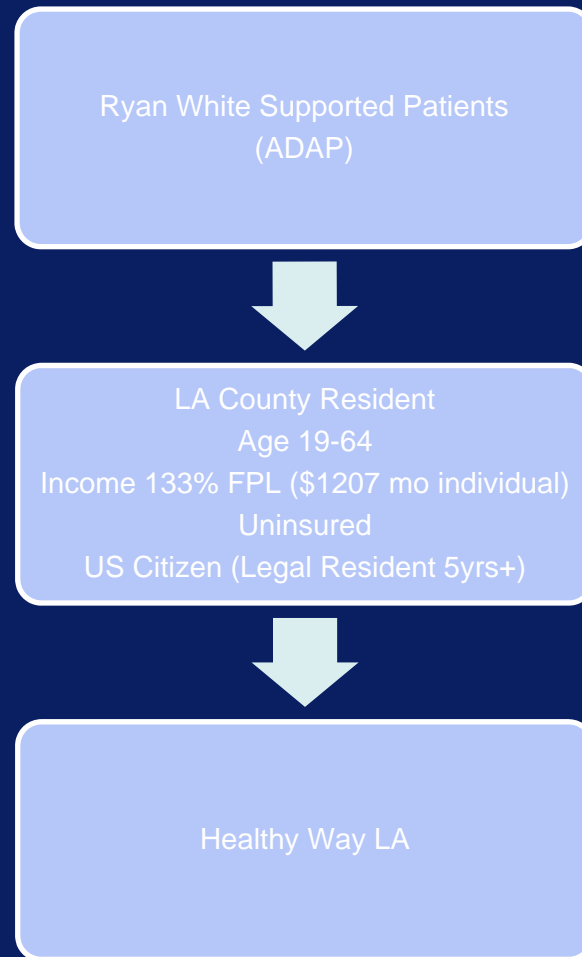 Ryan White Supported Patients
(ADAP)
LA County Resident
Age 19-64
Income 133% FPL ($1207 mo individual)
Uninsured
US Citizen (Legal Resident 5yrs+)
Healthy Way LA